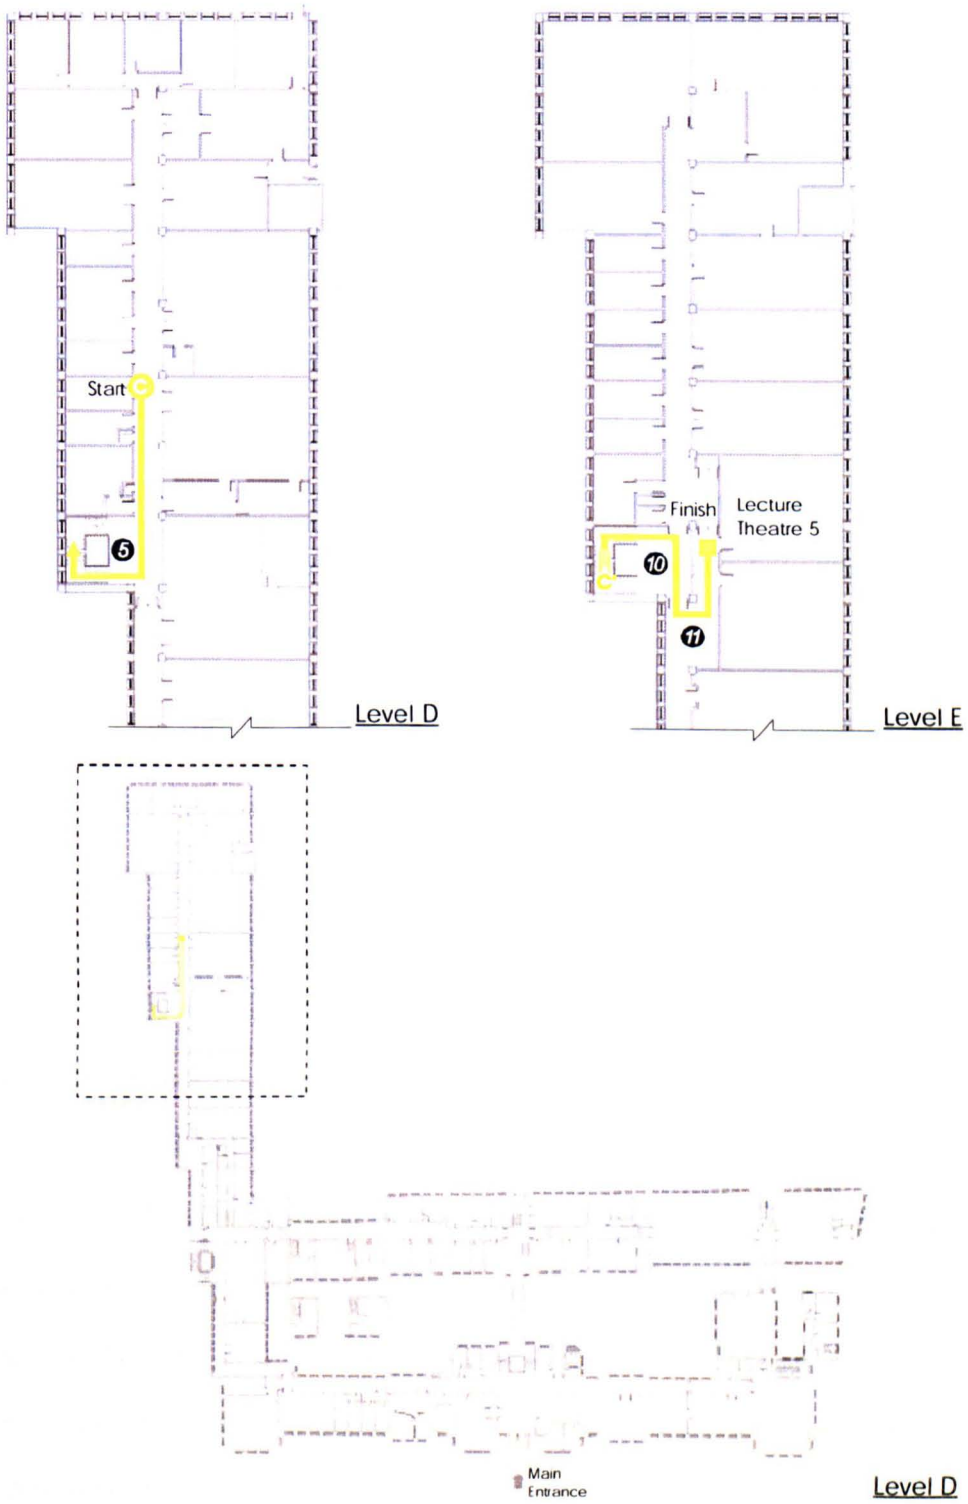 Start
C
5
Level D
Finish
Lecture
Theatre 5
10
C
11
Level E
Main
Entrance
Level D